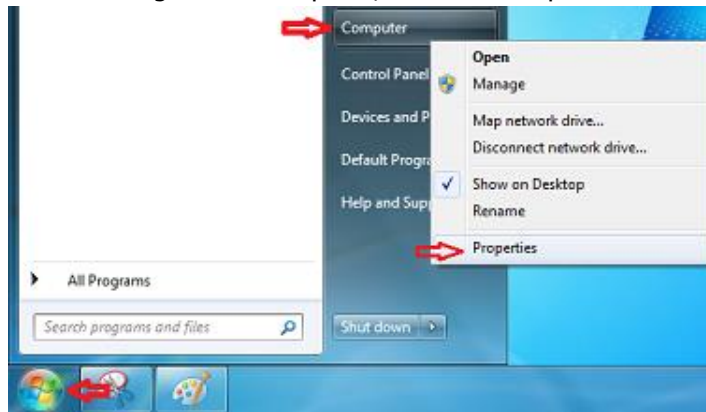 Computer
Open
Control Panel
Manage
Devices and P
Map network drive...
Disconnect network drive...
Default Progra
Show on Desktop
Help and Supp
Rename
Properties
All Programs
Search programs and files
Shut down